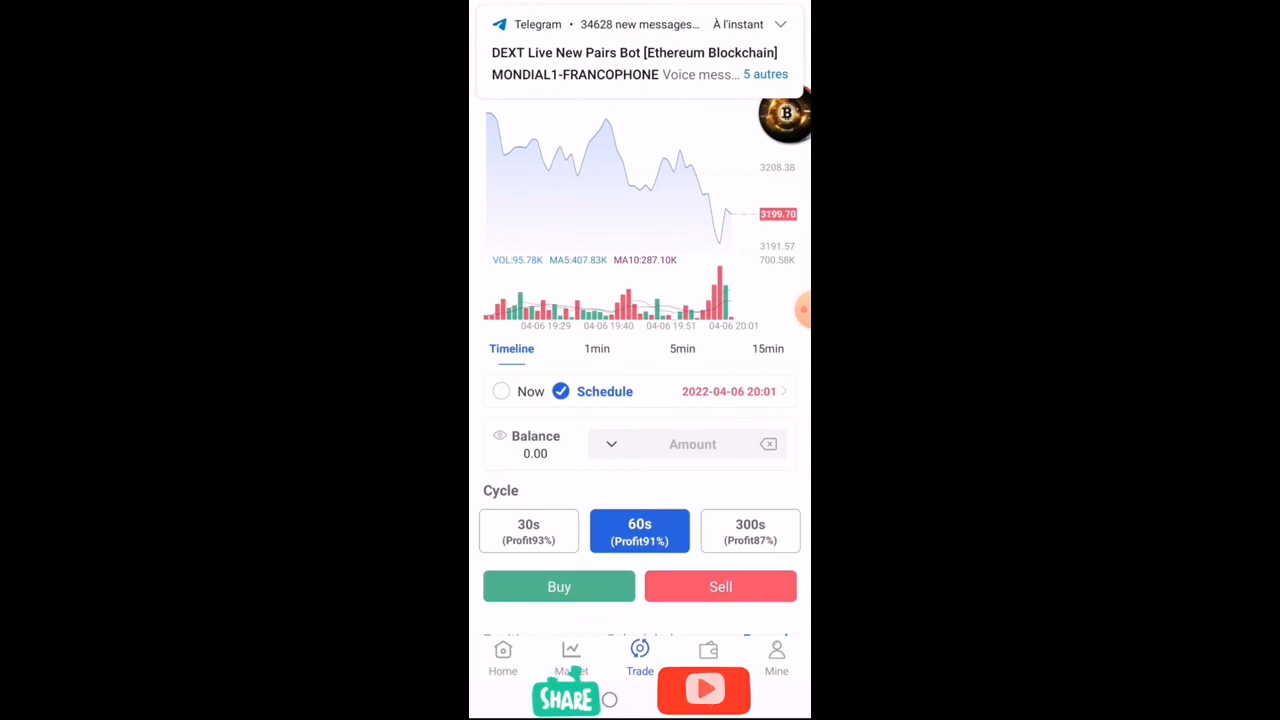 Telegram • 34628 new messages... À l'instant
DEXT Live New Pairs Bot [Ethereum Blockchain]
MONDIAL1-FRANCOPHONE Voice mess... 5 autres
3208.38
3199.70
3191.57
VOL:95.78K MA5:407.83K MA10:287.10K 700.58K
04-06 19:29 04-06 19:40 04-06 19:51 04-06 20:01
Timeline 1min 5min 15min
Now Schedule 2022-04-06 20:01
Balance
0.00
Amount
Cycle
30s 60s 300s
(Profit93%) (Profit91%) (Profit87%)
Buy Sell
Home Trade Mine
SHARE